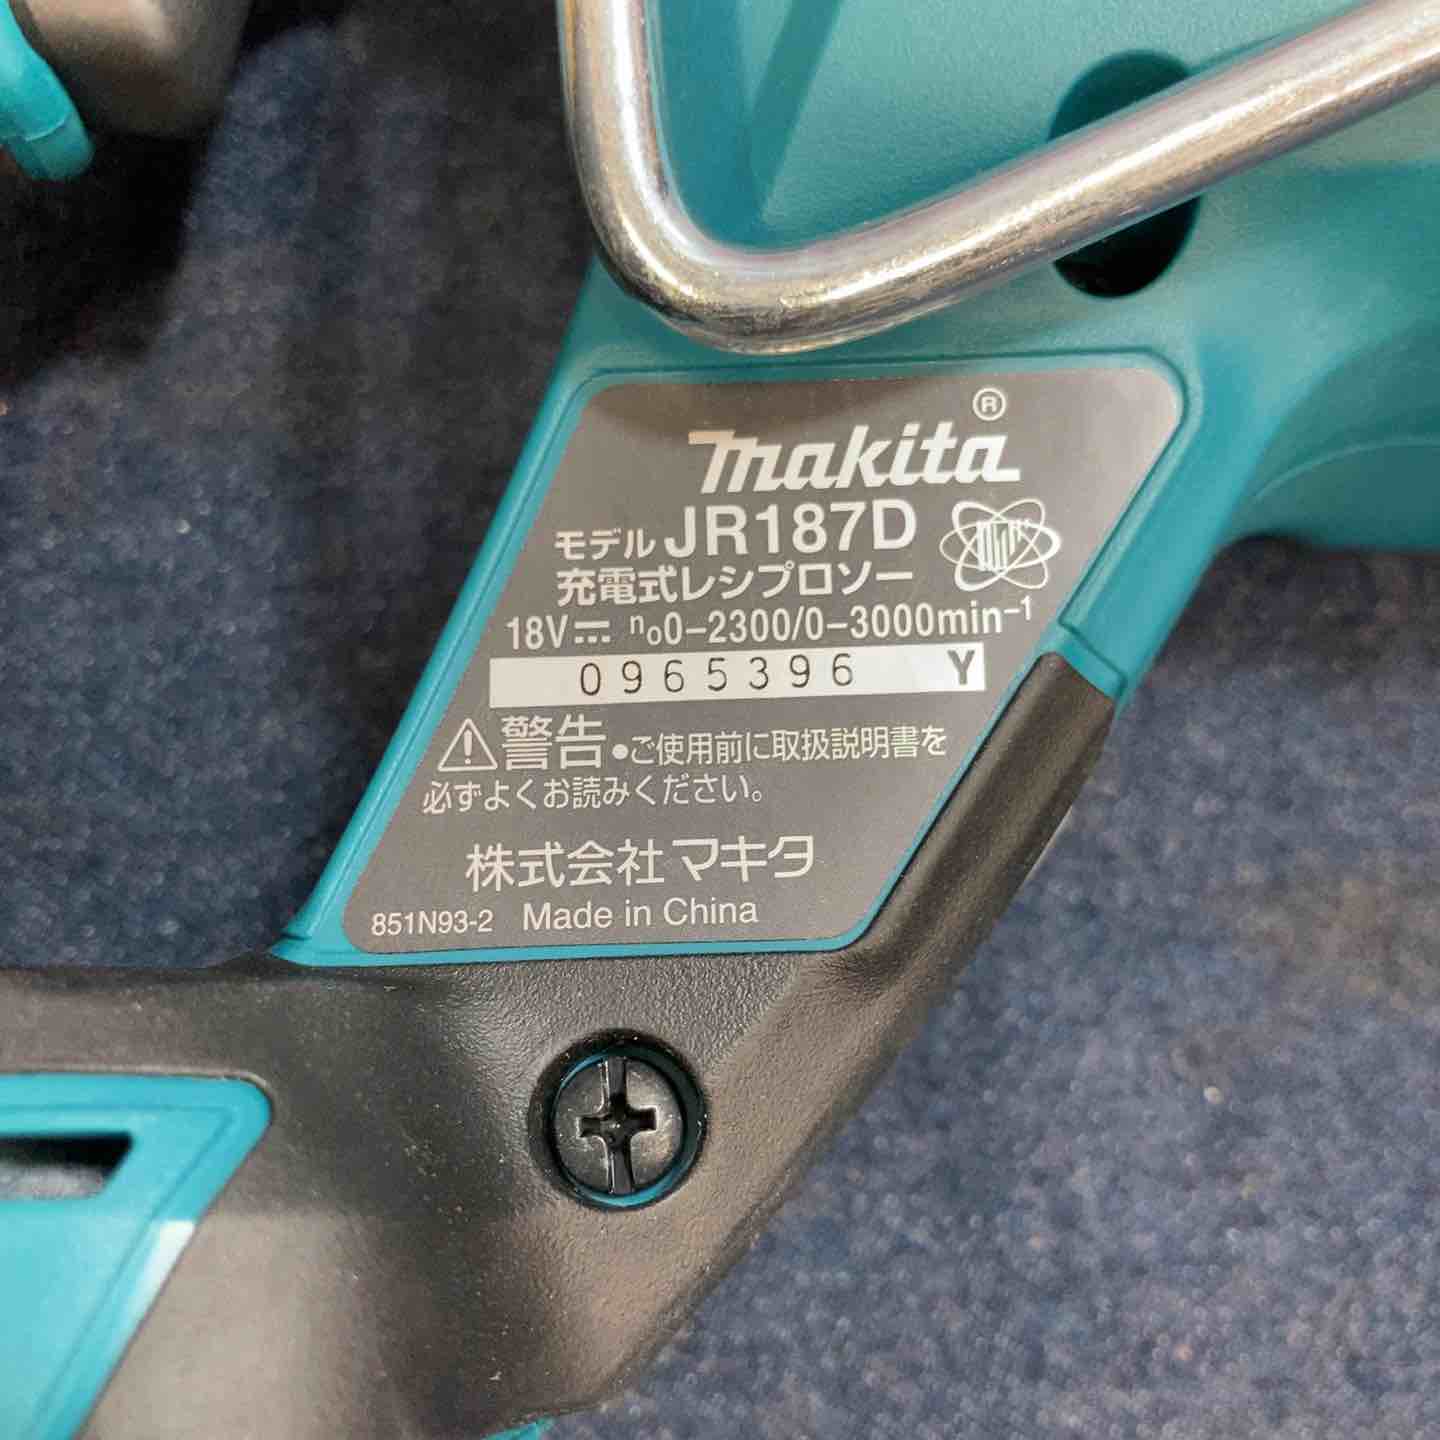 makita®
モデル JR187D
充電式レシプロソー
18V⎓ n₀0-2300/0-3000min⁻¹
0965396 Y
⚠警告 •ご使用前に取扱説明書を
必ずよくお読みください。
株式会社マキタ
851N93-2 Made in China